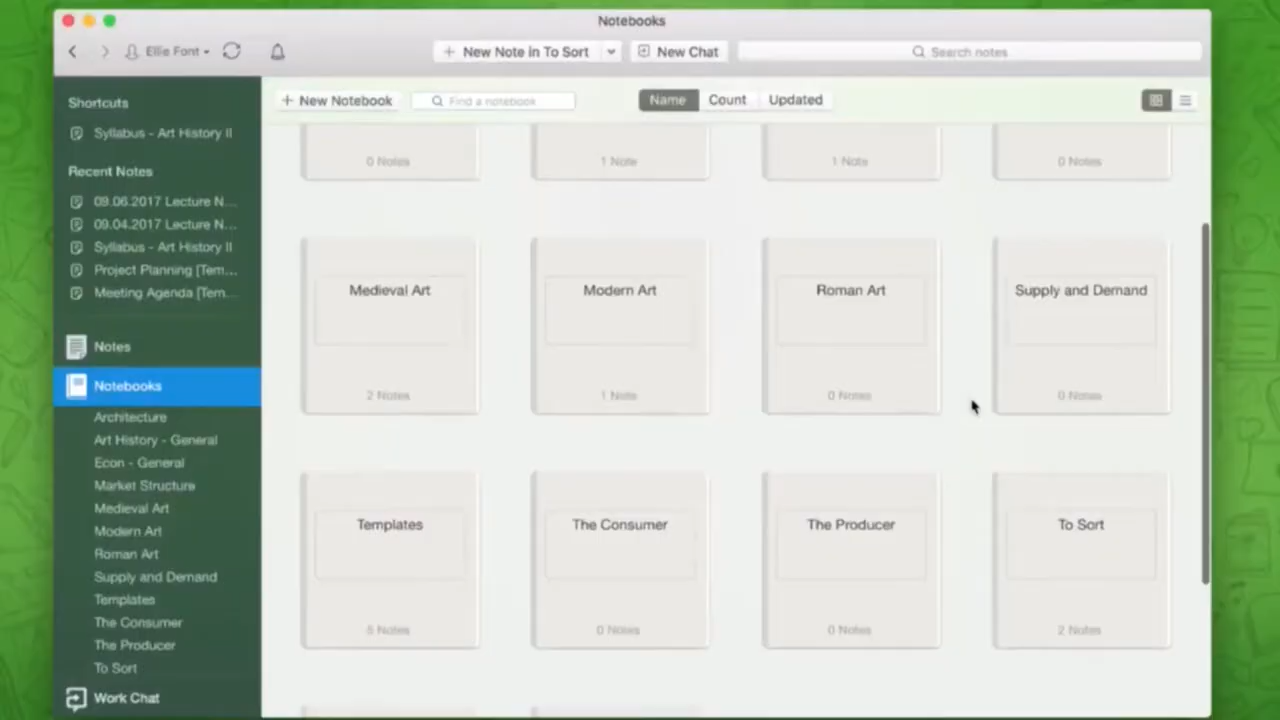 Notebooks
Ellie Font
+ New Note in To Sort
New Chat
Search notes
Shortcuts
Syllabus - Art History II
Recent Notes
09.06.2017 Lecture N...
09.04.2017 Lecture N...
Syllabus - Art History II
Project Planning [Tem...
Meeting Agenda [Tem...
Notes
Notebooks
Architecture
Art History - General
Econ - General
Market Structure
Medieval Art
Modern Art
Roman Art
Supply and Demand
Templates
The Consumer
The Producer
To Sort
Work Chat
+ New Notebook
Find a notebook
Name
Count
Updated
0 Notes
1 Note
1 Note
0 Notes
Medieval Art
Modern Art
Roman Art
Supply and Demand
2 Notes
1 Note
0 Notes
0 Notes
Templates
The Consumer
The Producer
To Sort
5 Notes
0 Notes
0 Notes
2 Notes